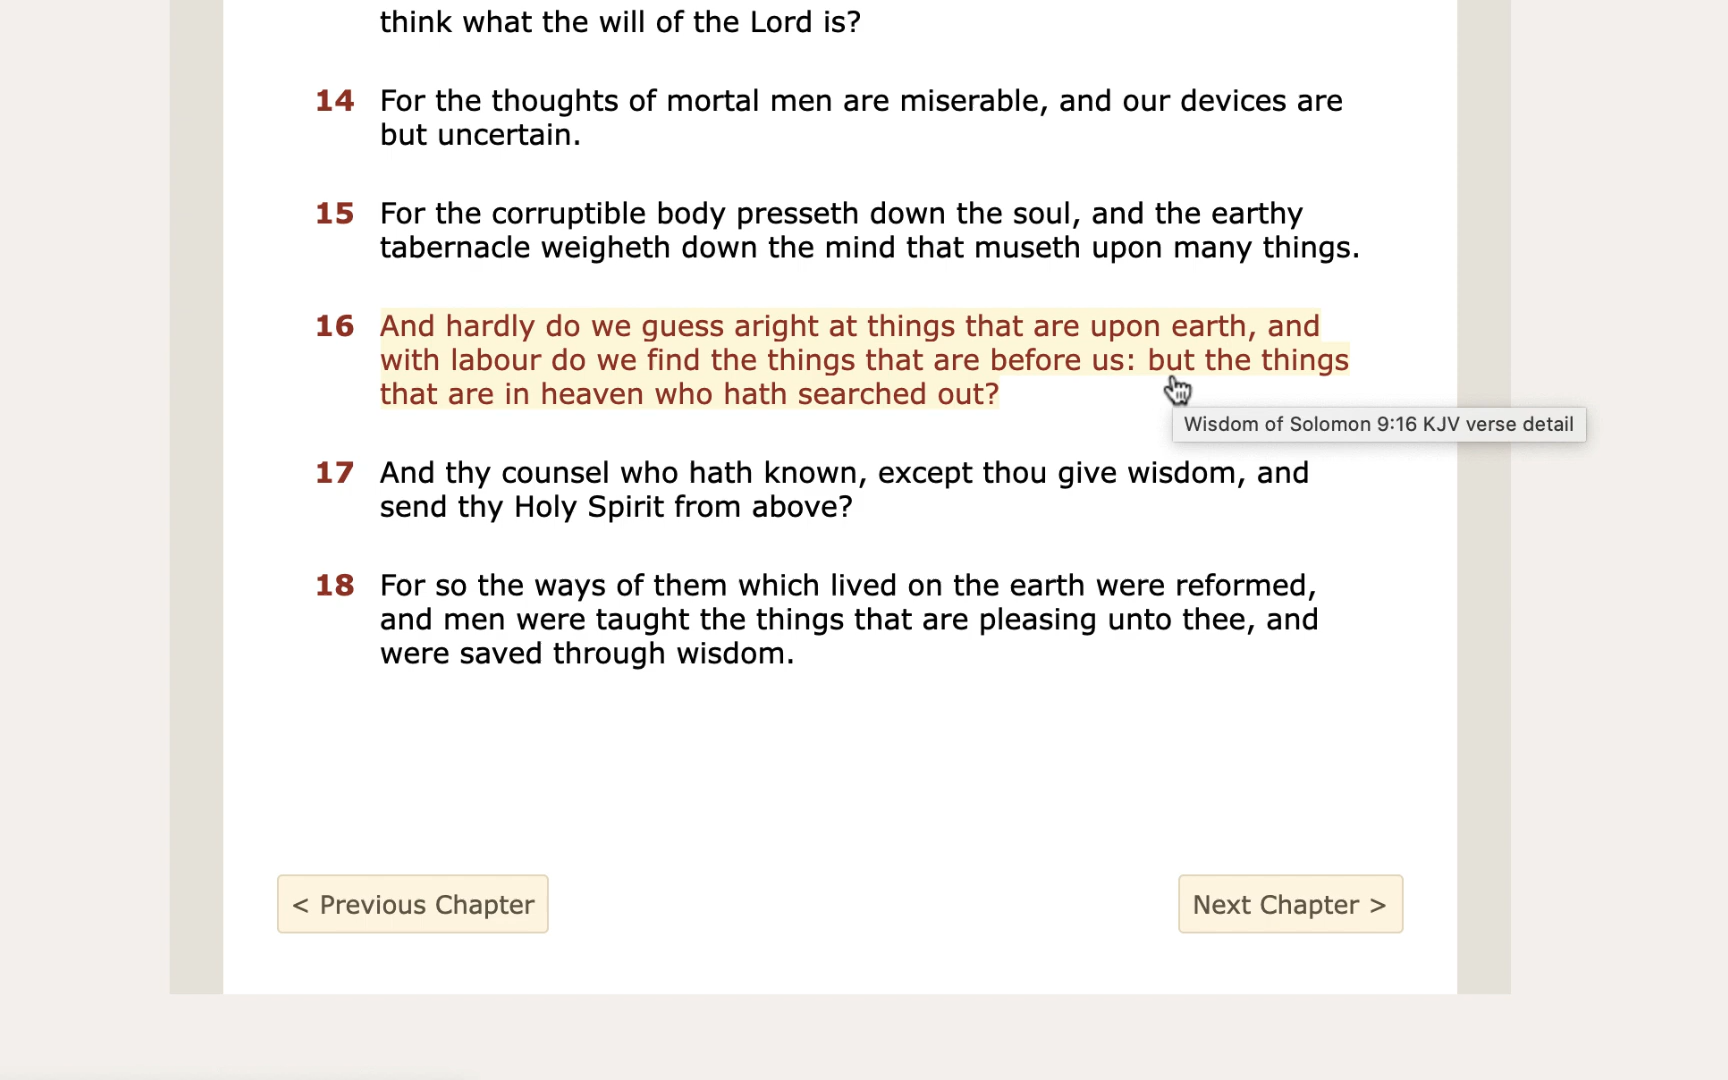 think what the will of the Lord is?
14 For the thoughts of mortal men are miserable, and our devices are
but uncertain.
15 For the corruptible body presseth down the soul, and the earthy
tabernacle weigheth down the mind that museth upon many things.
16 And hardly do we guess aright at things that are upon earth, and
with labour do we find the things that are before us: but the things
that are in heaven who hath searched out?
Wisdom of Solomon 9:16 KJV verse detail
17 And thy counsel who hath known, except thou give wisdom, and
send thy Holy Spirit from above?
18 For so the ways of them which lived on the earth were reformed,
and men were taught the things that are pleasing unto thee, and
were saved through wisdom.
< Previous Chapter
Next Chapter >